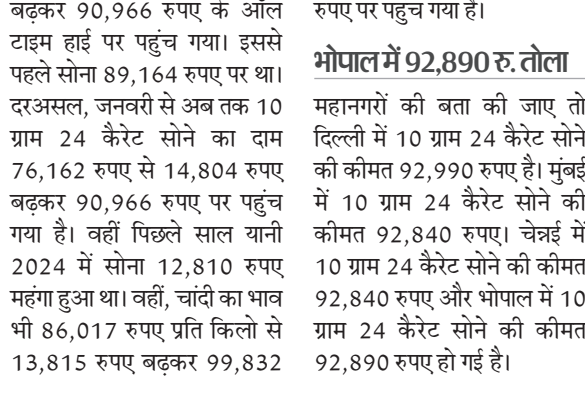 बढ़कर 90,966 रुपए के ऑल
टाइम हाई पर पहुंच गया। इससे
पहले सोना 89,164 रुपए पर था।
दरअसल, जनवरी से अब तक 10
ग्राम 24 कैरेट सोने का दाम
76,162 रुपए से 14,804 रुपए
बढ़कर 90,966 रुपए पर पहुंच
गया है। वहीं पिछले साल यानी
2024 में सोना 12,810 रुपए
महंगा हुआ था। वहीं, चांदी का भाव
भी 86,017 रुपए प्रति किलो से
13,815 रुपए बढ़कर 99,832
रुपए पर पहुंच गया है।
भोपाल में 92,890 रु. तोला
महानगरों की बता की जाए तो
दिल्ली में 10 ग्राम 24 कैरेट सोने
की कीमत 92,990 रुपए है। मुंबई
में 10 ग्राम 24 कैरेट सोने की
कीमत 92,840 रुपए। चेन्नई में
10 ग्राम 24 कैरेट सोने की कीमत
92,840 रुपए और भोपाल में 10
ग्राम 24 कैरेट सोने की कीमत
92,890 रुपए हो गई है।